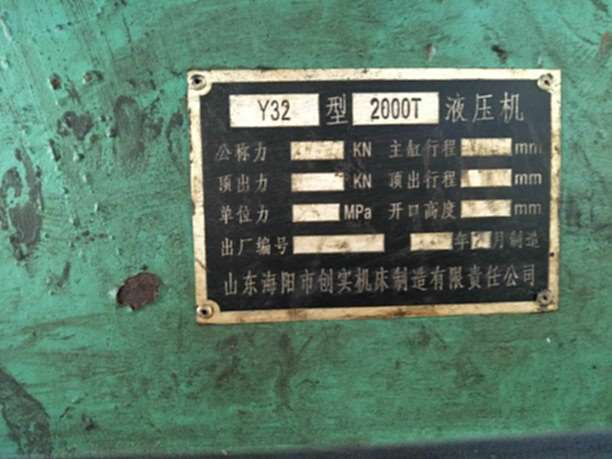 Y32 型 2000T 液压机
公称力 KN 主缸行程 mm
顶出力 KN 顶出行程 mm
单位力 MPa 开口高度 mm
出厂编号 年 月制造
山东海阳市创实机床制造有限责任公司